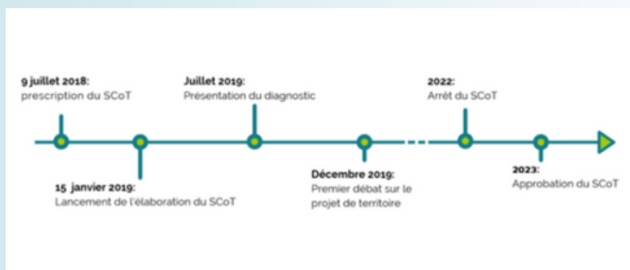 9 juillet 2018:
prescription du SCoT
15 janvier 2019:
Lancement de l'élaboration du SCoT
Juillet 2019:
Présentation du diagnostic
Décembre 2019:
Premier débat sur le
projet de territoire
2022:
Arrêt du SCoT
2023:
Approbation du SCoT